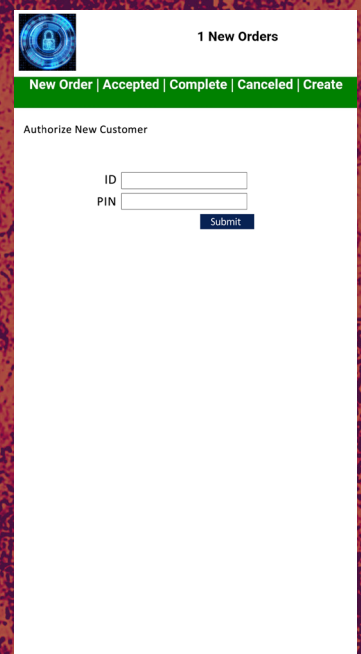 1 New Orders
New Order | Accepted | Complete | Canceled | Create
Authorize New Customer
ID
PIN
Submit